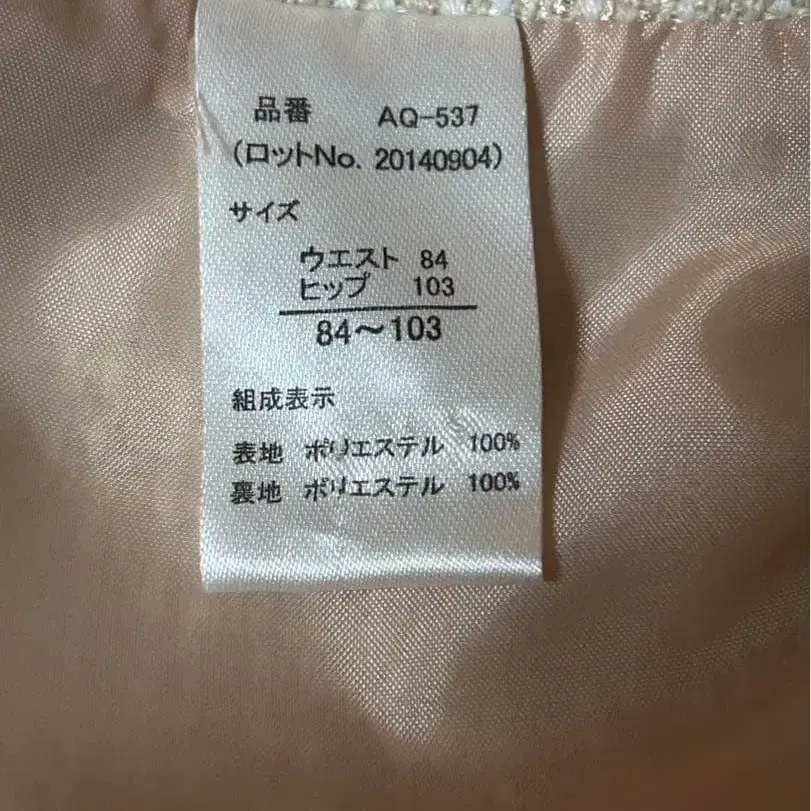 品番 AQ-537
(ロットNo. 20140904)
サイズ
ウエスト 84
ヒップ 103
84～103
組成表示
表地 ポリエステル 100%
裏地 ポリエステル 100%